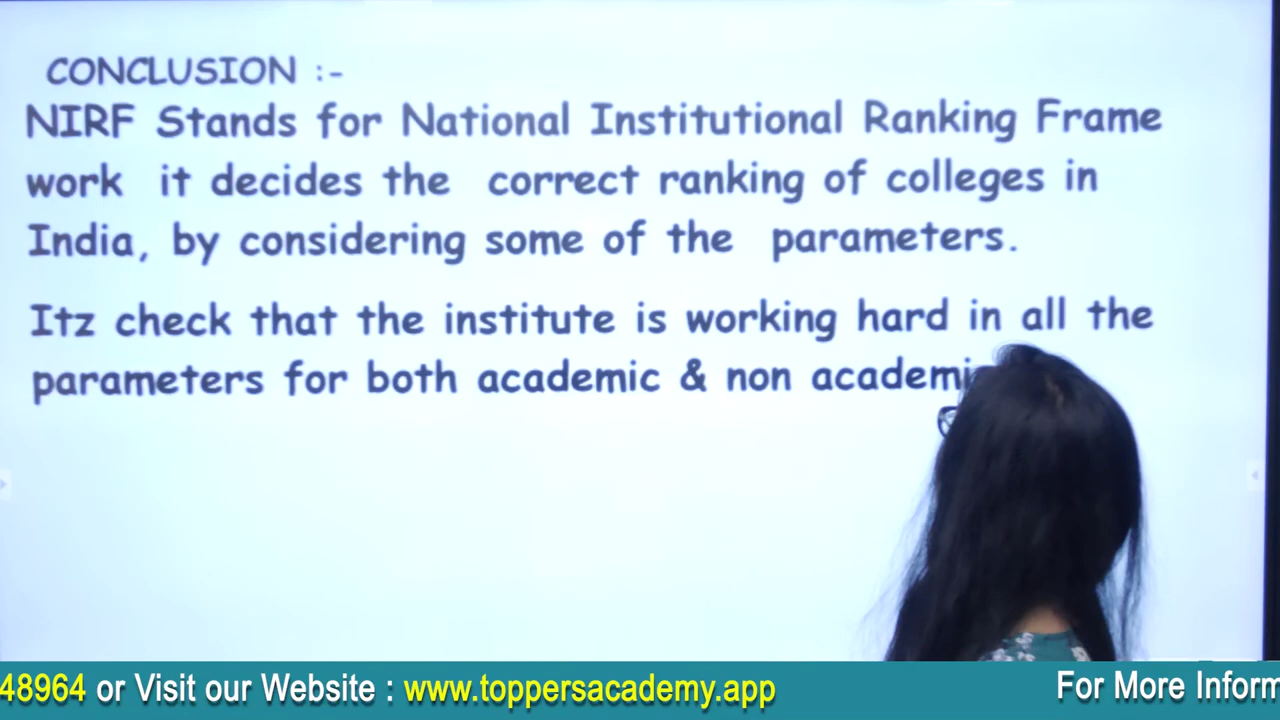 CONCLUSION :-
NIRF Stands for National Institutional Ranking Frame
work it decides the correct ranking of colleges in
India, by considering some of the parameters.
Itz check that the institute is working hard in all the
parameters for both academic & non
48964 or Visit our Website : www.toppersacademy.app
For More